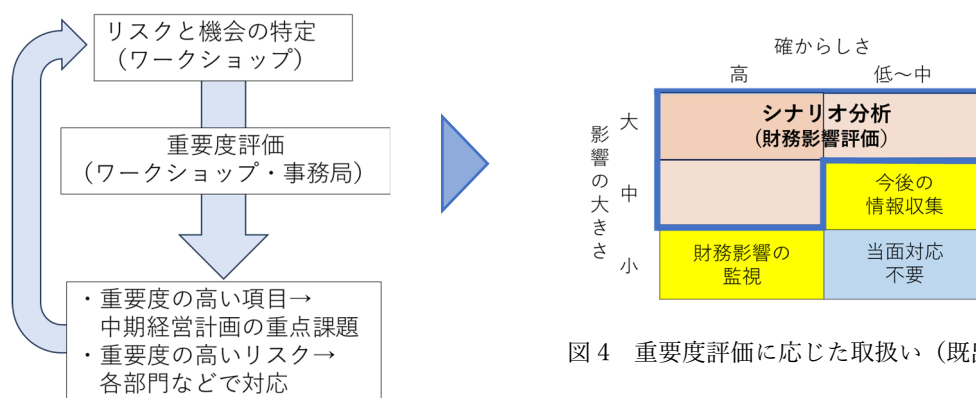 リスクと機会の特定
（ワークショップ）
重要度評価
（ワークショップ・事務局）
・重要度の高い項目→
中期経営計画の重点課題
・重要度の高いリスク→
各部門などで対応
確からしさ
高
低～中
影響の大きさ
大
中
小
シナリオ分析
（財務影響評価）
今後の
情報収集
財務影響の
監視
当面対応
不要
図４　重要度評価に応じた取扱い（既